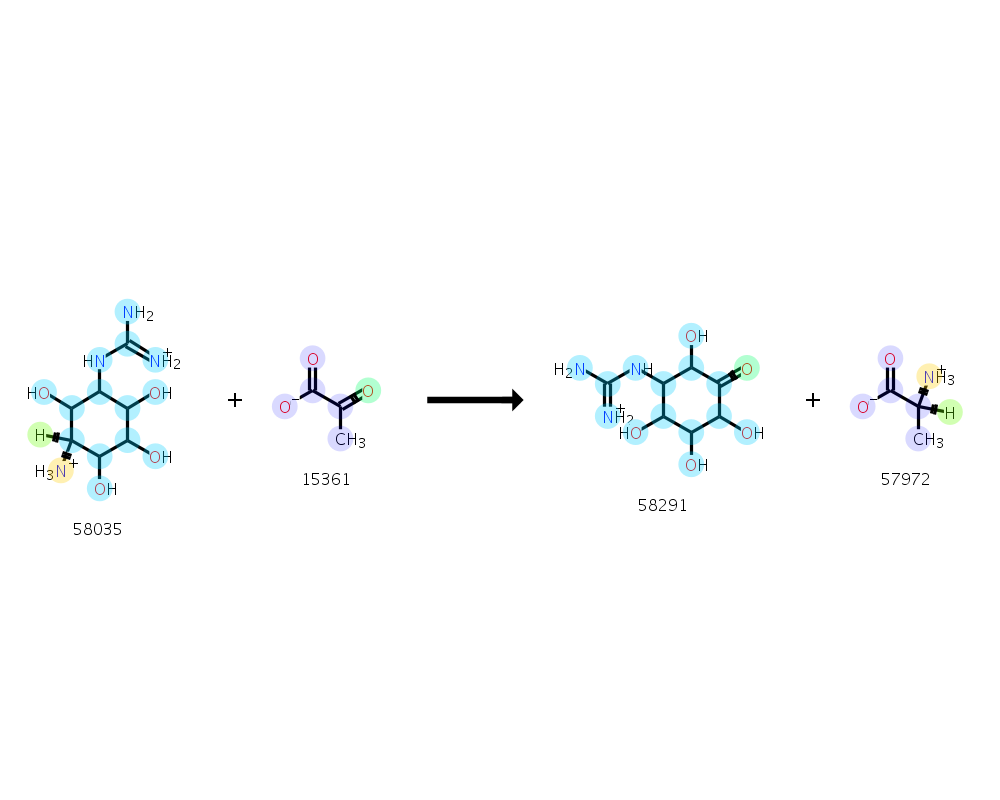 NH2
HN
NH2+
HO
OH
H
H3N+
OH
OH
58035
+
O
O-
O
CH3
15361
OH
H2N
NH
O
NH2+
HO
OH
OH
58291
+
O
NH3+
O-
H
CH3
57972